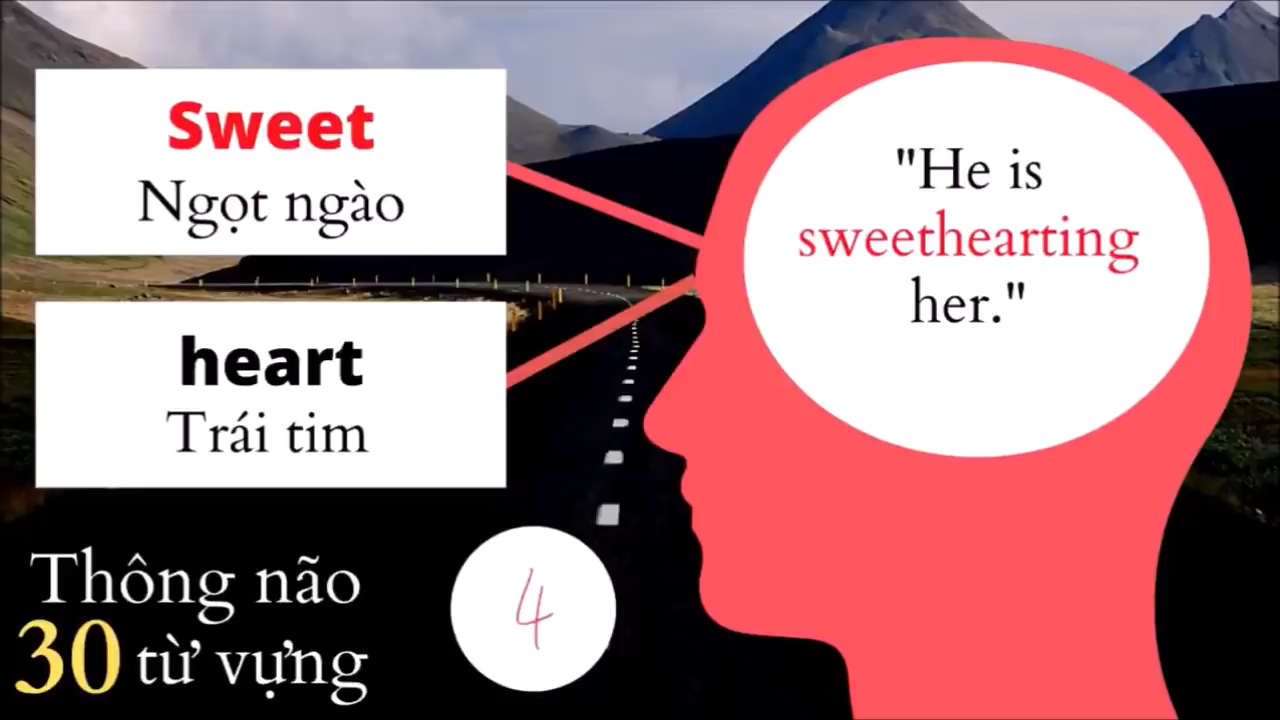 Sweet
Ngọt ngào
heart
Trái tim
"He is
sweethearting
her."
Thông não
30 từ vựng
4